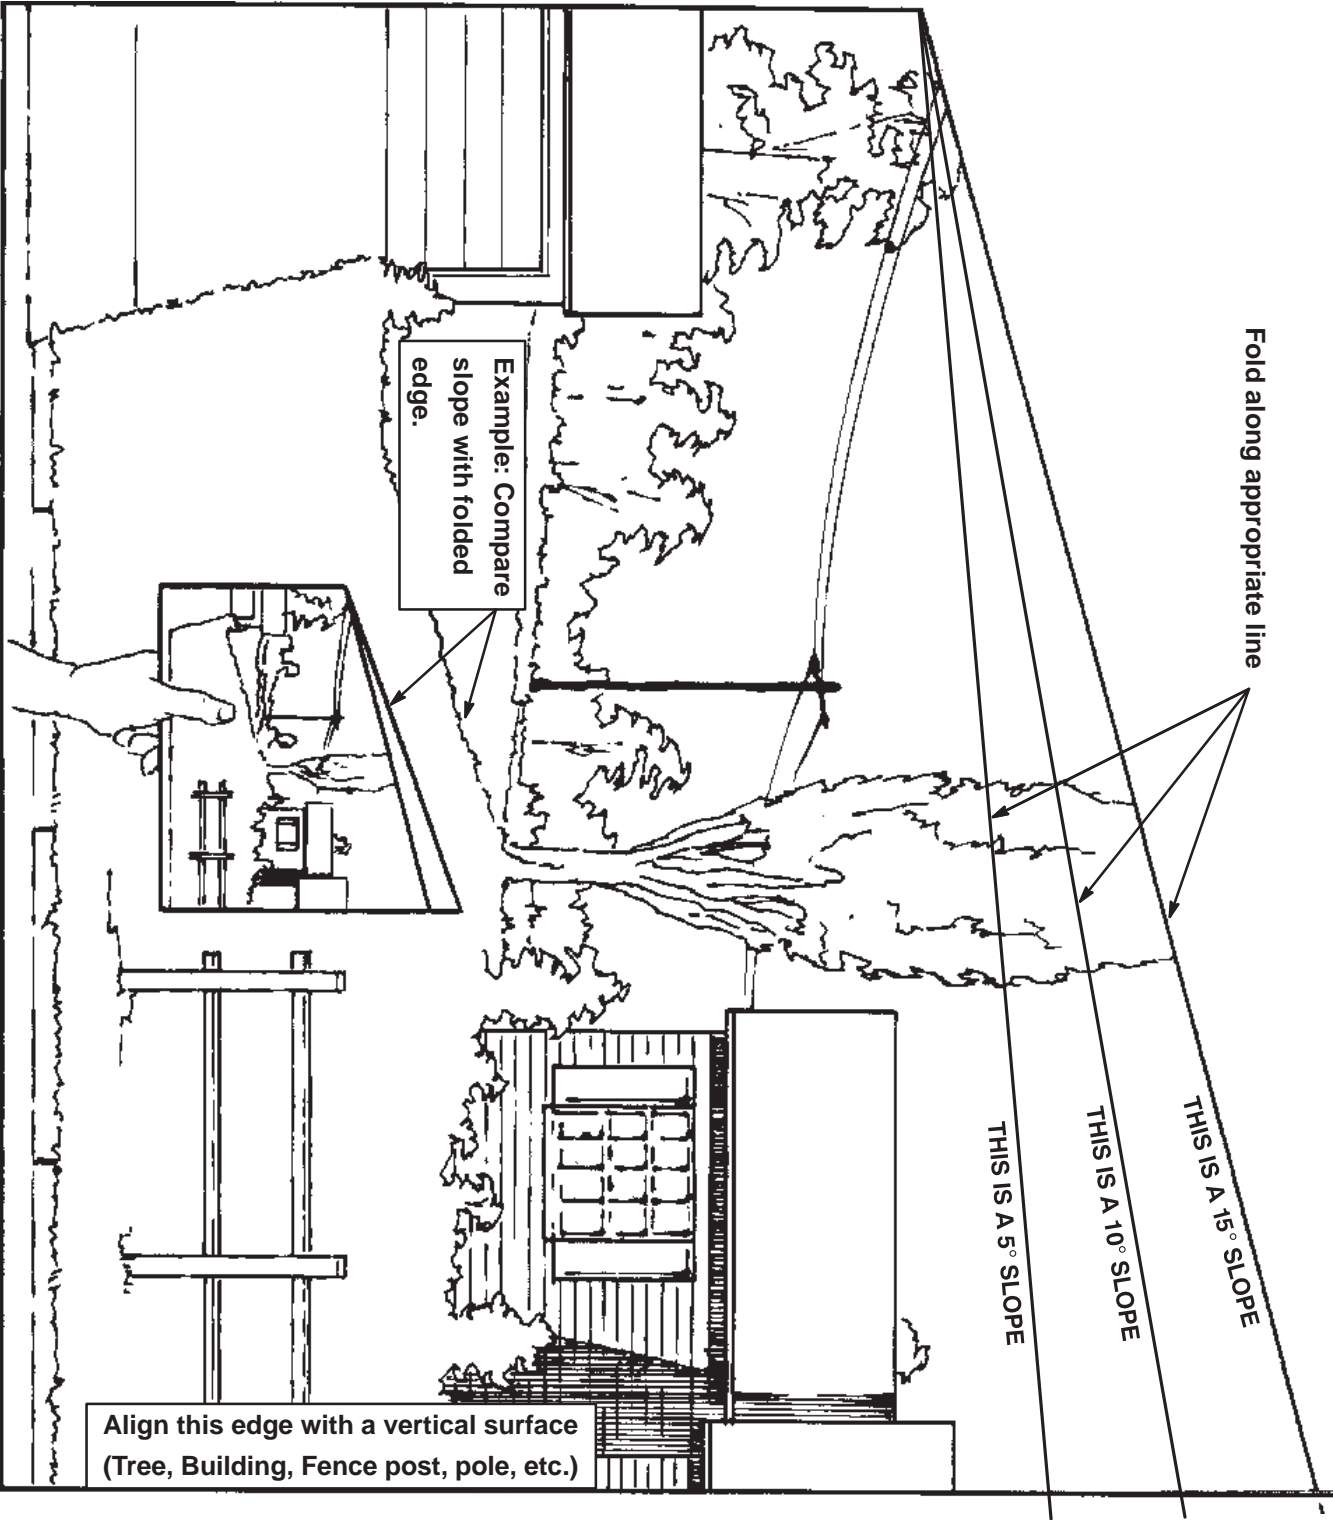 Fold along appropriate line
THIS IS A 15° SLOPE
THIS IS A 10° SLOPE
THIS IS A 5° SLOPE
Example: Compare
slope with folded
edge.
Align this edge with a vertical surface
(Tree, Building, Fence post, pole, etc.)